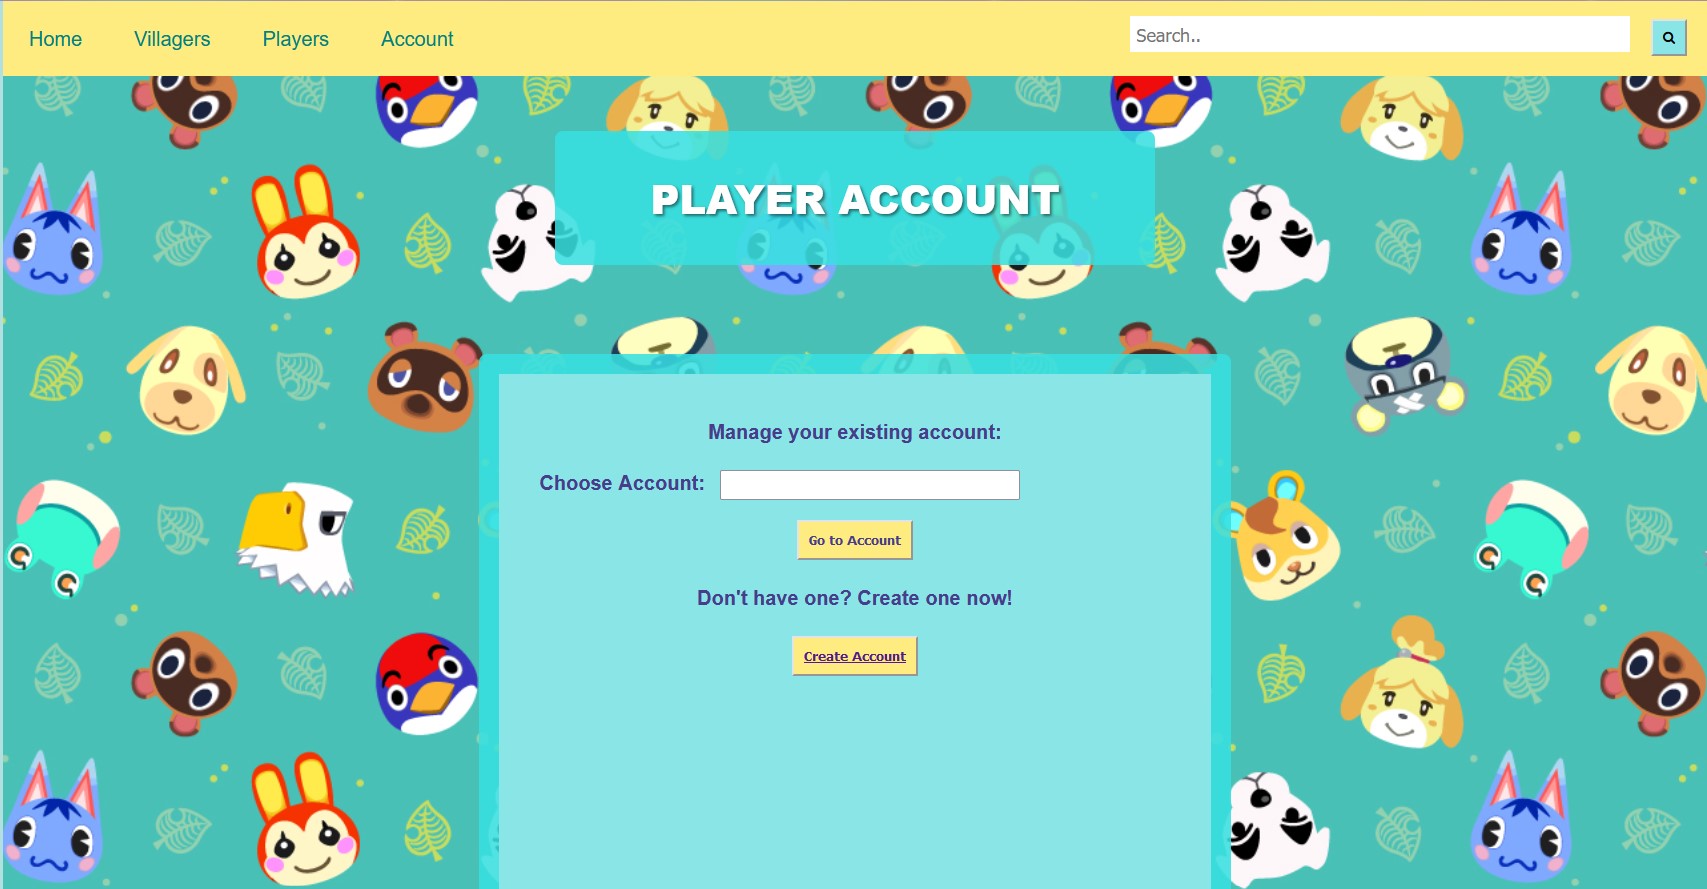 Home Villagers Players Account Search..
PLAYER ACCOUNT
Manage your existing account:
Choose Account:
Go to Account
Don't have one? Create one now!
Create Account